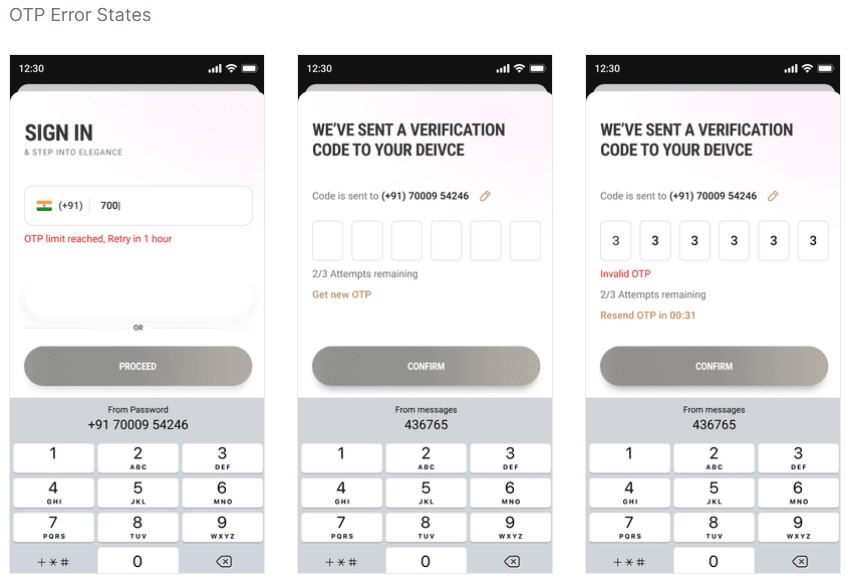 OTP Error States
12:30
SIGN IN
& STEP INTO ELEGANCE
(+91) 700
OTP limit reached, Retry in 1 hour
OR
PROCEED
From Password
+91 70009 54246
1 2 3
ABC DEF
4 5 6
GHI JKL MNO
7 8 9
PQRS TUV WXYZ
+*# 0
12:30
WE'VE SENT A VERIFICATION
CODE TO YOUR DEIVCE
Code is sent to (+91) 70009 54246
2/3 Attempts remaining
Get new OTP
CONFIRM
From messages
436765
1 2 3
ABC DEF
4 5 6
GHI JKL MNO
7 8 9
PQRS TUV WXYZ
+*# 0
12:30
WE'VE SENT A VERIFICATION
CODE TO YOUR DEIVCE
Code is sent to (+91) 70009 54246
3 3 3 3 3 3
Invalid OTP
2/3 Attempts remaining
Resend OTP in 00:31
CONFIRM
From messages
436765
1 2 3
ABC DEF
4 5 6
GHI JKL MNO
7 8 9
PQRS TUV WXYZ
+*# 0